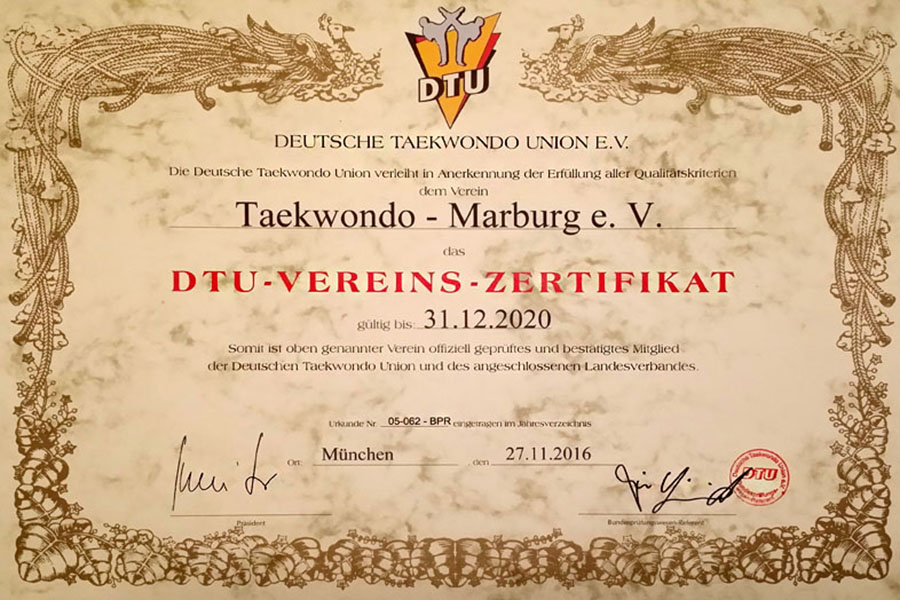 DTU
DEUTSCHE TAEKWONDO UNION E.V.
Die Deutsche Taekwondo Union verleiht in Anerkennung der Erfüllung aller Qualitätskriterien
dem Verein
Taekwondo - Marburg e. V.
das
DTU-VEREINS-ZERTIFIKAT
gültig bis: 31.12.2020
Somit ist oben genannter Verein offiziell geprüftes und bestätigtes Mitglied
der Deutschen Taekwondo Union und des angeschlossenen Landesverbandes.
Urkunde Nr. 05-062 - BPR eingetragen im Jahresverzeichnis
Ort: München den 27.11.2016
DTU
Präsident
Bundesprüfungswesen-Referent